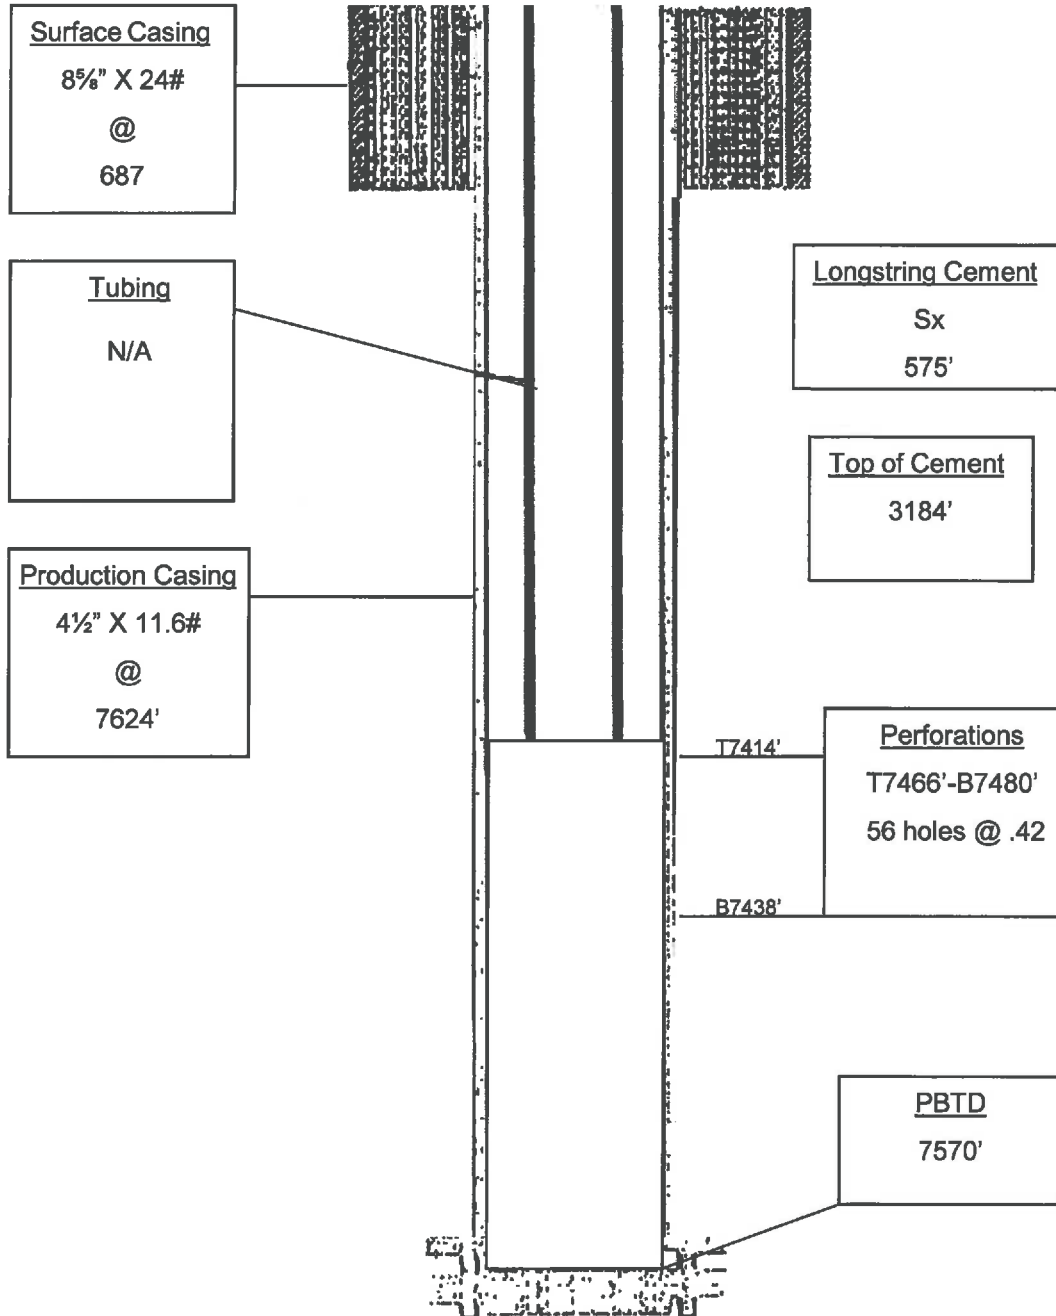 Surface Casing
8⅝" X 24#
@
687
Tubing
N/A
Production Casing
4½" X 11.6#
@
7624'
Longstring Cement
Sx
575'
Top of Cement
3184'
T7414'
B7438'
Perforations
T7466'-B7480'
56 holes @ .42
PBTD
7570'